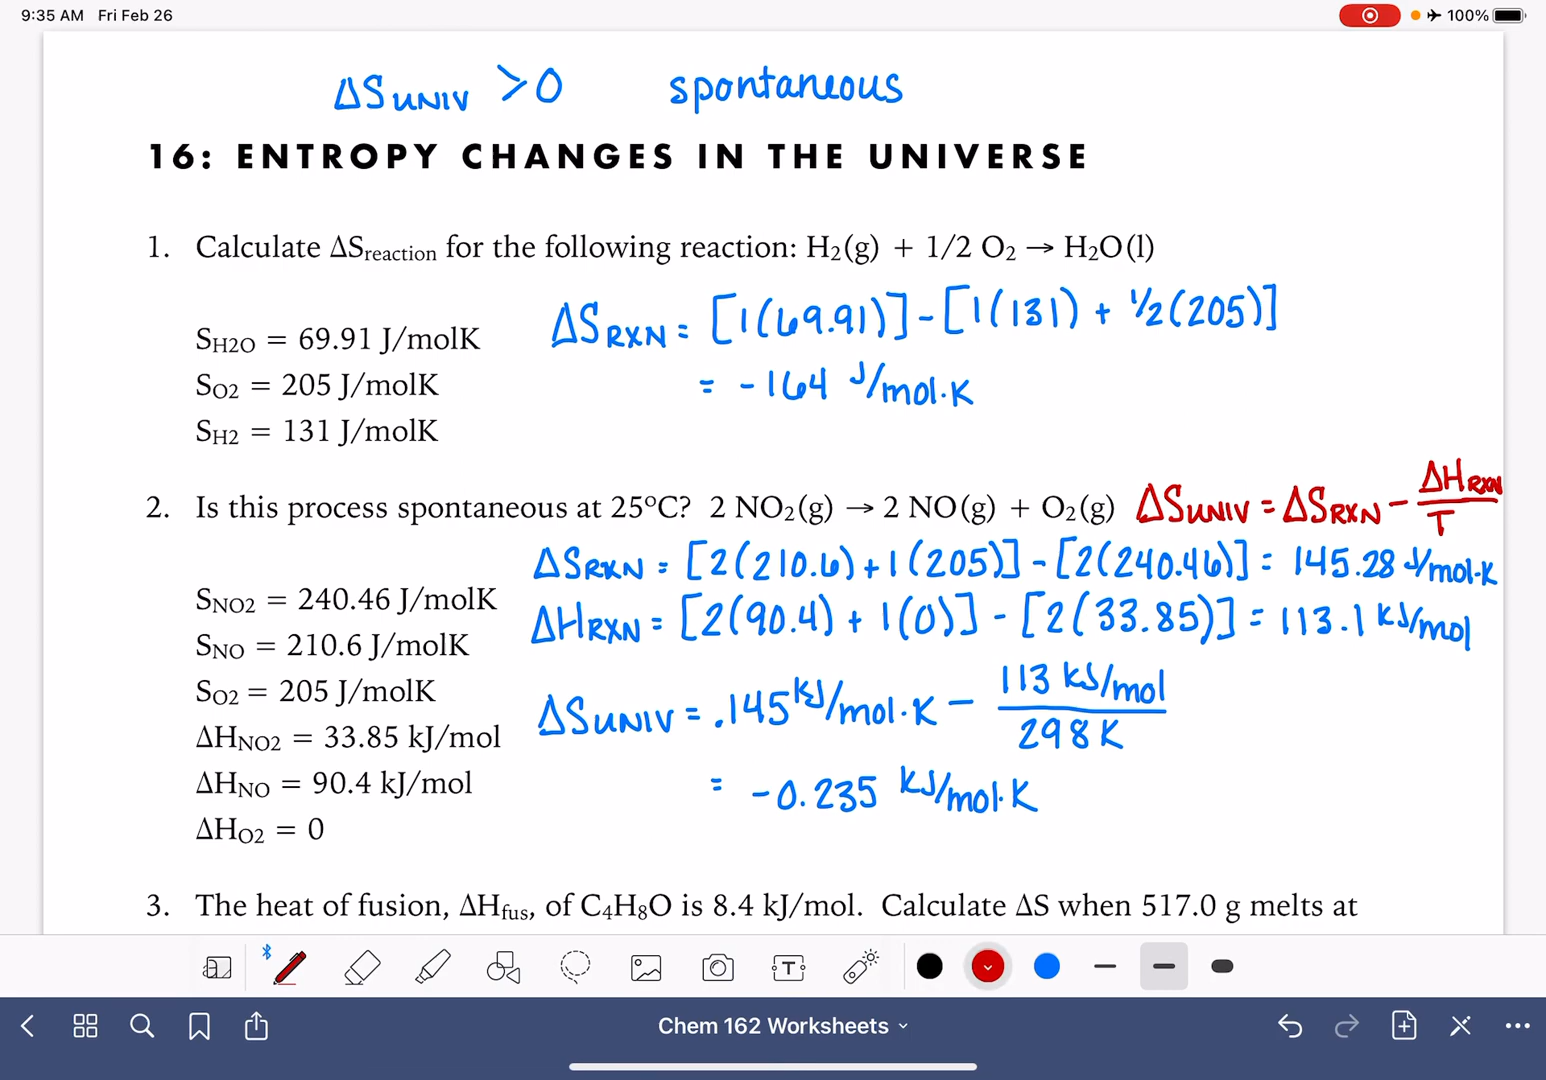 9:35 AM Fri Feb 26 100%
ΔSUNIV >0 spontaneous
16: ENTROPY CHANGES IN THE UNIVERSE
1. Calculate ΔSreaction for the following reaction: H2(g) + 1/2 O2 → H2O(l)
ΔSRXN = [1(69.91)] - [1(131) + 1/2(205)]
SH2O = 69.91 J/molK
= -164 J/mol·K
SO2 = 205 J/molK
SH2 = 131 J/molK
2. Is this process spontaneous at 25°C? 2 NO2(g) → 2 NO(g) + O2(g) ΔSUNIV = ΔSRXN - ΔHRXN/T
ΔSRXN = [2(210.6)+1(205)] - [2(240.46)] = 145.28 J/mol·K
SNO2 = 240.46 J/molK
ΔHRXN = [2(90.4) + 1(0)] - [2(33.85)] = 113.1 kJ/mol
SNO = 210.6 J/molK
SO2 = 205 J/molK
ΔSUNIV = .145 kJ/mol·K - 113 kJ/mol / 298 K
ΔHNO2 = 33.85 kJ/mol
ΔHNO = 90.4 kJ/mol
= -0.235 kJ/mol·K
ΔHO2 = 0
3. The heat of fusion, ΔHfus, of C4H8O is 8.4 kJ/mol. Calculate ΔS when 517.0 g melts at
Chem 162 Worksheets